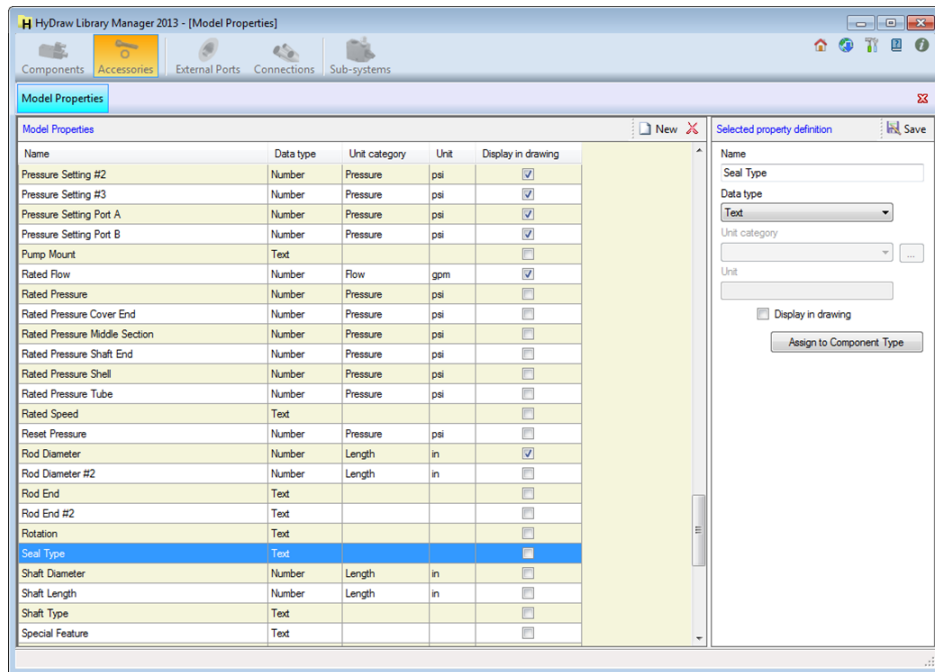 HyDraw Library Manager 2013 - [Model Properties]
Components Accessories External Ports Connections Sub-systems
Model Properties
Model Properties New Selected property definition Save
Name Data type Unit category Unit Display in drawing
Pressure Setting #2 Number Pressure psi
Pressure Setting #3 Number Pressure psi
Pressure Setting Port A Number Pressure psi
Pressure Setting Port B Number Pressure psi
Pump Mount Text
Rated Flow Number Flow gpm
Rated Pressure Number Pressure psi
Rated Pressure Cover End Number Pressure psi
Rated Pressure Middle Section Number Pressure psi
Rated Pressure Shaft End Number Pressure psi
Rated Pressure Shell Number Pressure psi
Rated Pressure Tube Number Pressure psi
Rated Speed Text
Reset Pressure Number Pressure psi
Rod Diameter Number Length in
Rod Diameter #2 Number Length in
Rod End Text
Rod End #2 Text
Rotation Text
Seal Type Text
Shaft Diameter Number Length in
Shaft Length Number Length in
Shaft Type Text
Special Feature Text
Name
Seal Type
Data type
Text
Unit category
...
Unit
Display in drawing
Assign to Component Type